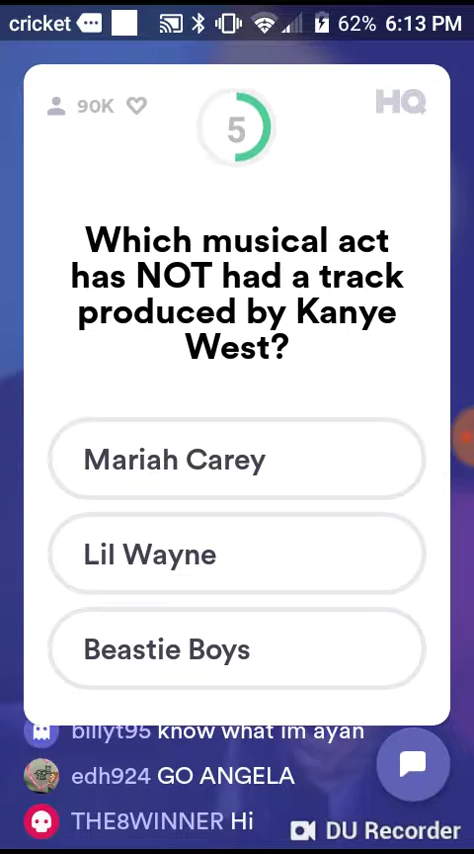 cricket 62% 6:13 PM
90K 5 HQ
Which musical act
has NOT had a track
produced by Kanye
West?
Mariah Carey
Lil Wayne
Beastie Boys
billyt95 know what im ayan
edh924 GO ANGELA
THE8WINNER Hi
DU Recorder